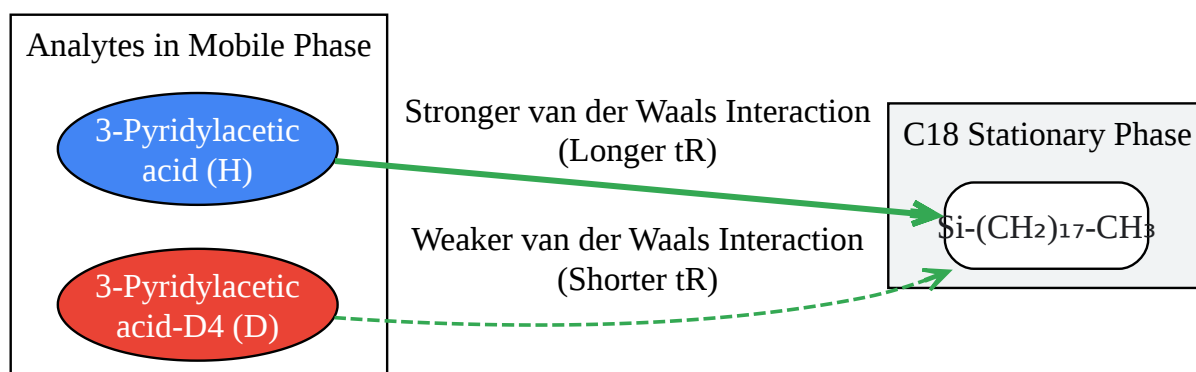 Analytes in Mobile Phase
3-Pyridylacetic
acid (H)
3-Pyridylacetic
acid-D4 (D)
Stronger van der Waals Interaction
(Longer tR)
Weaker van der Waals Interaction
(Shorter tR)
C18 Stationary Phase
Si-(CH₂)₁₇-CH₃